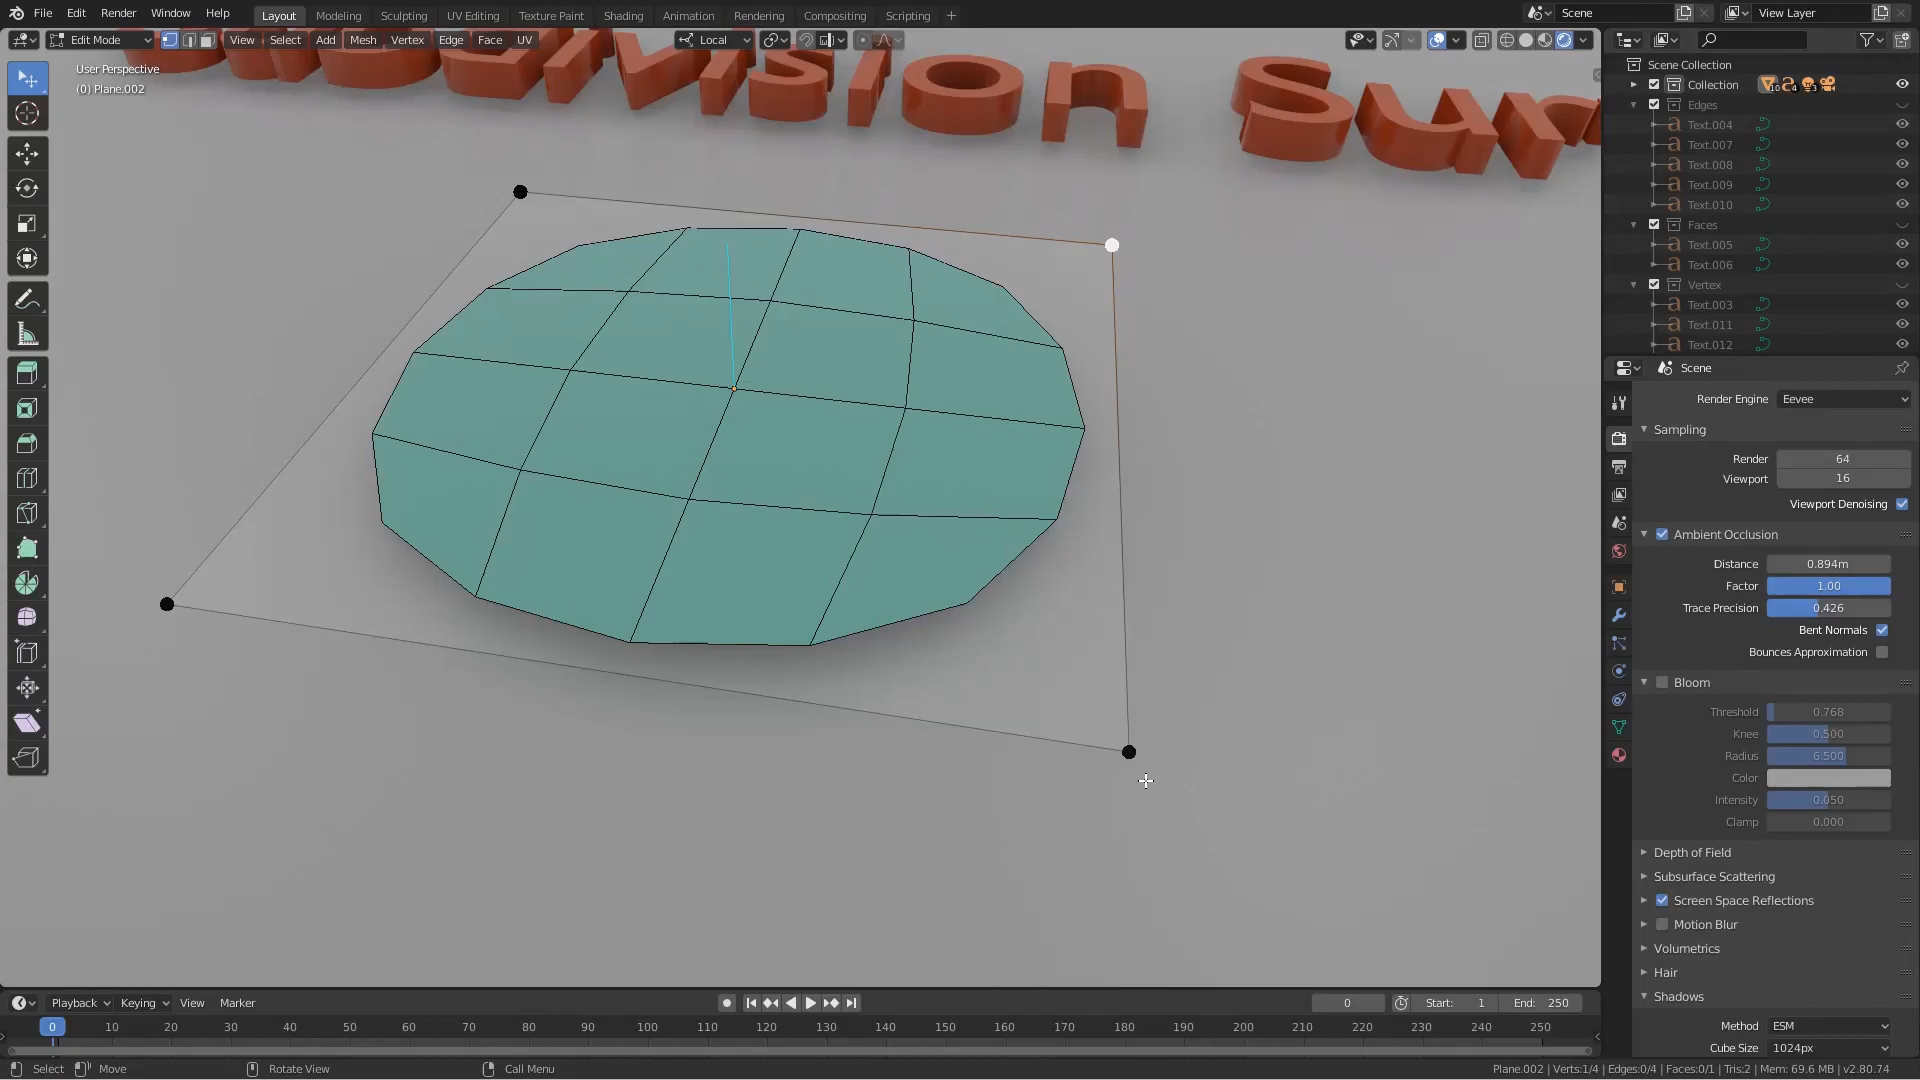 File Edit Render Window Help Layout Modeling Sculpting UV Editing Texture Paint Shading Animation Rendering Compositing Scripting + Scene View Layer
Edit Mode View Select Add Mesh Vertex Edge Face UV Local
User Perspective
(0) Plane.002
Subdivision Sur
Scene Collection
Collection 10 4 3
Edges
Text.004
Text.007
Text.008
Text.009
Text.010
Faces
Text.005
Text.006
Vertex
Text.003
Text.011
Text.012
Scene
Render Engine Eevee
Sampling
Render 64
Viewport 16
Viewport Denoising
Ambient Occlusion
Distance 0.894m
Factor 1.00
Trace Precision 0.426
Bent Normals
Bounces Approximation
Bloom
Threshold 0.768
Knee 0.500
Radius 6.500
Color
Intensity 0.050
Clamp 0.000
Depth of Field
Subsurface Scattering
Screen Space Reflections
Motion Blur
Volumetrics
Hair
Shadows
Method ESM
Cube Size 1024px
Playback Keying View Marker 0 Start: 1 End: 250
0 10 20 30 40 50 60 70 80 90 100 110 120 130 140 150 160 170 180 190 200 210 220 230 240 250
Select Move Rotate View Call Menu Plane.002 | Verts:1/4 | Edges:0/4 | Faces:0/1 | Tris:2 | Mem: 69.6 MB | v2.80.74